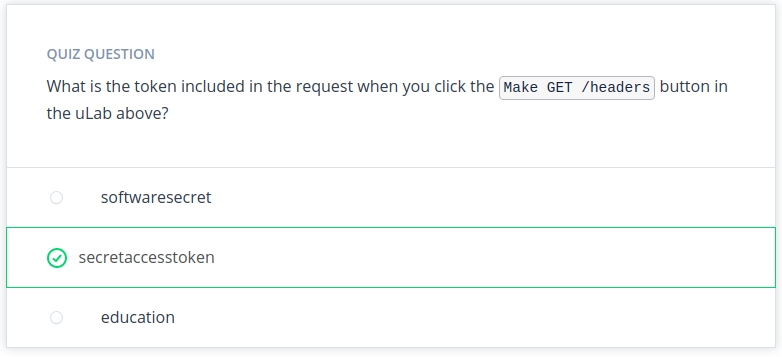 QUIZ QUESTION
What is the token included in the request when you click the Make GET /headers button in
the uLab above?
softwaresecret
secretaccesstoken
education